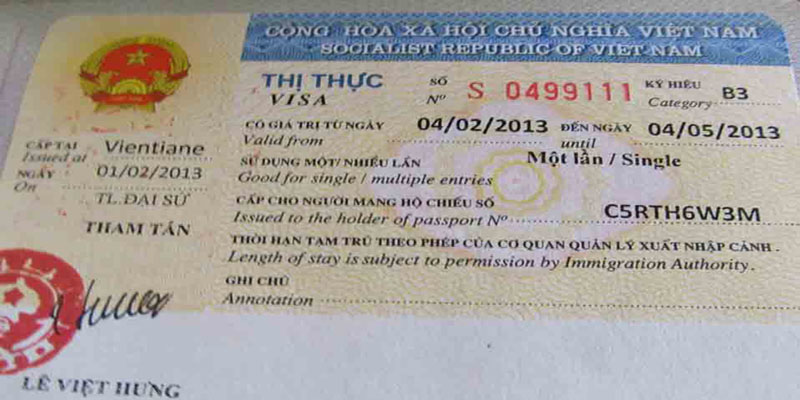 CỘNG HÒA XÃ HỘI CHỦ NGHĨA VIỆT NAM
SOCIALIST REPUBLIC OF VIET NAM
THỊ THỰC SỐ S 0499111 KÝ HIỆU B3
VISA Nº Category
CÓ GIÁ TRỊ TỪ NGÀY 04/02/2013 ĐẾN NGÀY 04/05/2013
Valid from until
CẤP TẠI Vientiane
Issued at
NGÀY 01/02/2013
On
TL.ĐẠI SỨ
THAM TÁN
SỬ DỤNG MỘT/ NHIỀU LẦN Một lần / Single
Good for single / multiple entries
CẤP CHO NGƯỜI MANG HỘ CHIẾU SỐ C5RTH6W3M
Issued to the holder of passport Nº
THỜI HẠN TẠM TRÚ THEO PHÉP CỦA CƠ QUAN QUẢN LÝ XUẤT NHẬP CẢNH .
Length of stay is subject to permission by Immigration Authority.
GHI CHÚ
Annotation
LÊ VIỆT HƯNG